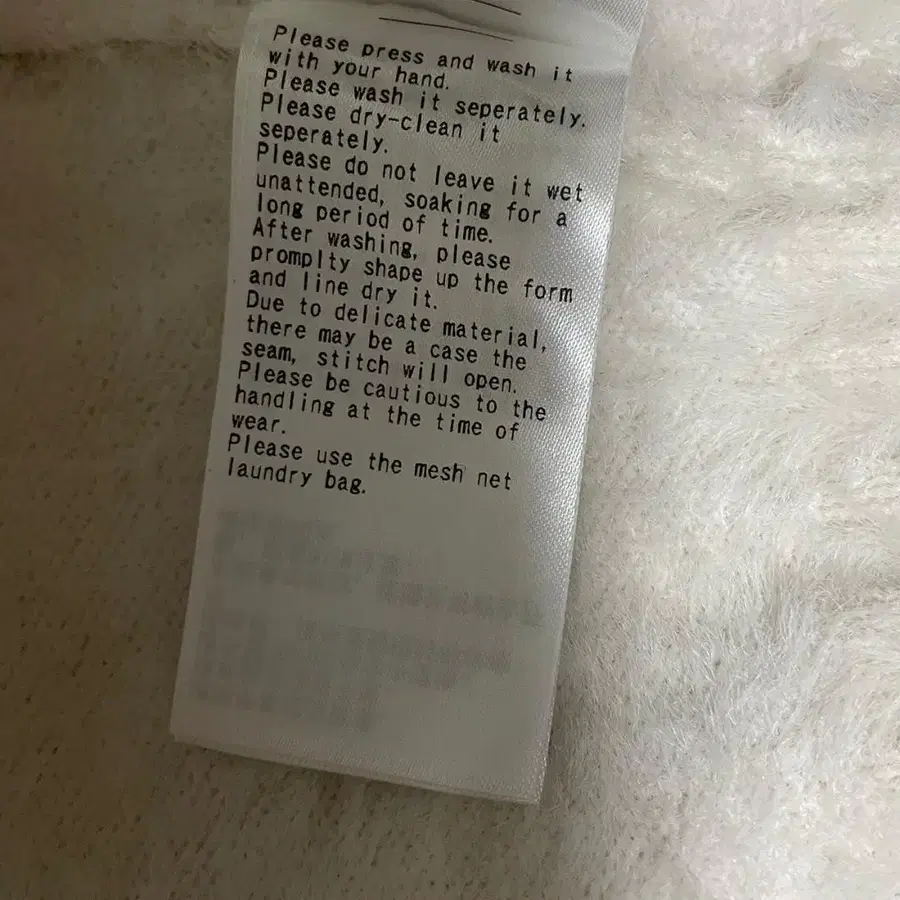 Please press and wash it
with your hand.
Please wash it seperately.
Please dry-clean it
seperately.
Please do not leave it wet
unattended, soaking for a
long period of time.
After washing, please
promplty shape up the form
and line dry it.
Due to delicate material,
there may be a case the
seam, stitch will open.
Please be cautious to the
handling at the time of
wear.
Please use the mesh net
laundry bag.